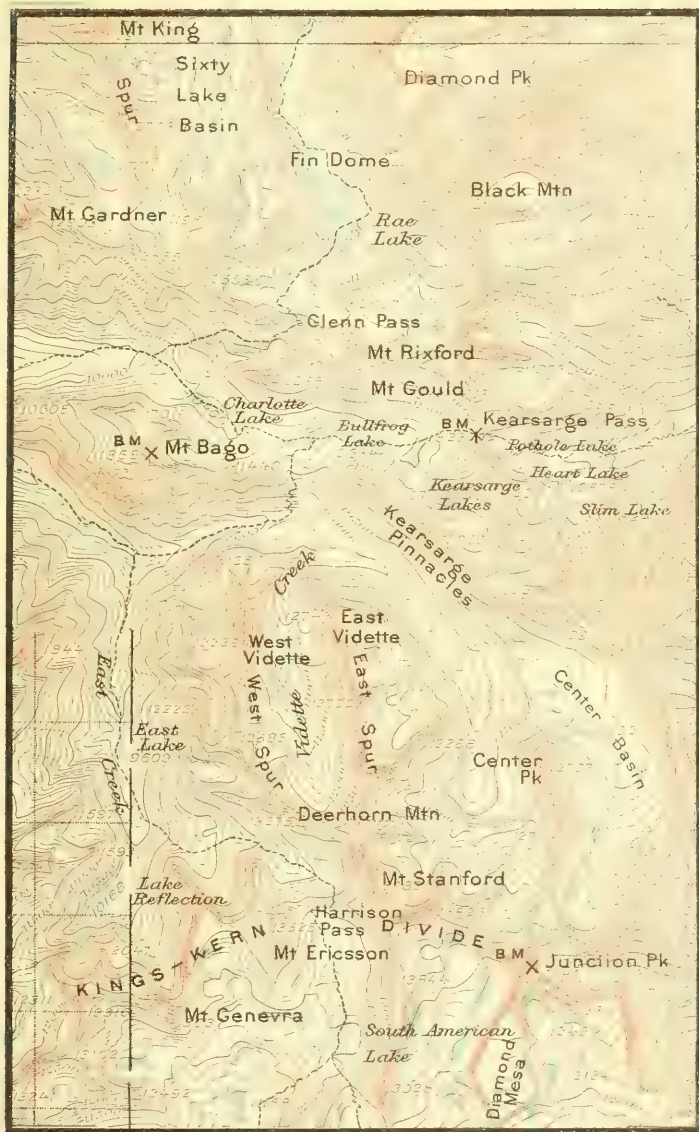 Mt King
Sixty
Lake
Basin
Spur
Diamond Pk
Fin Dome
Black Mtn
Mt Gardner
Rae
Lake
Glenn Pass
Mt Rixford
Mt Gould
10000
Charlotte
Lake
Bullfrog
Lake
BM
Kearsarge Pass
Pothole Lake
BM
Mt Bago
Heart Lake
Kearsarge
Lakes
Slim Lake
Kearsarge
Pinnacles
Creek
East
Vidette
West
Vidette
East
Creek
West Spur
Vidette
East Spur
Center
Basin
East
Lake
9600
Center
Pk
Deerhorn Mtn
Mt Stanford
Lake
Reflection
Harrison
Pass
KINGS-KERN DIVIDE
Mt Ericsson
BM
Junction Pk
Mt Genevra
South American
Lake
Diamond
Mesa